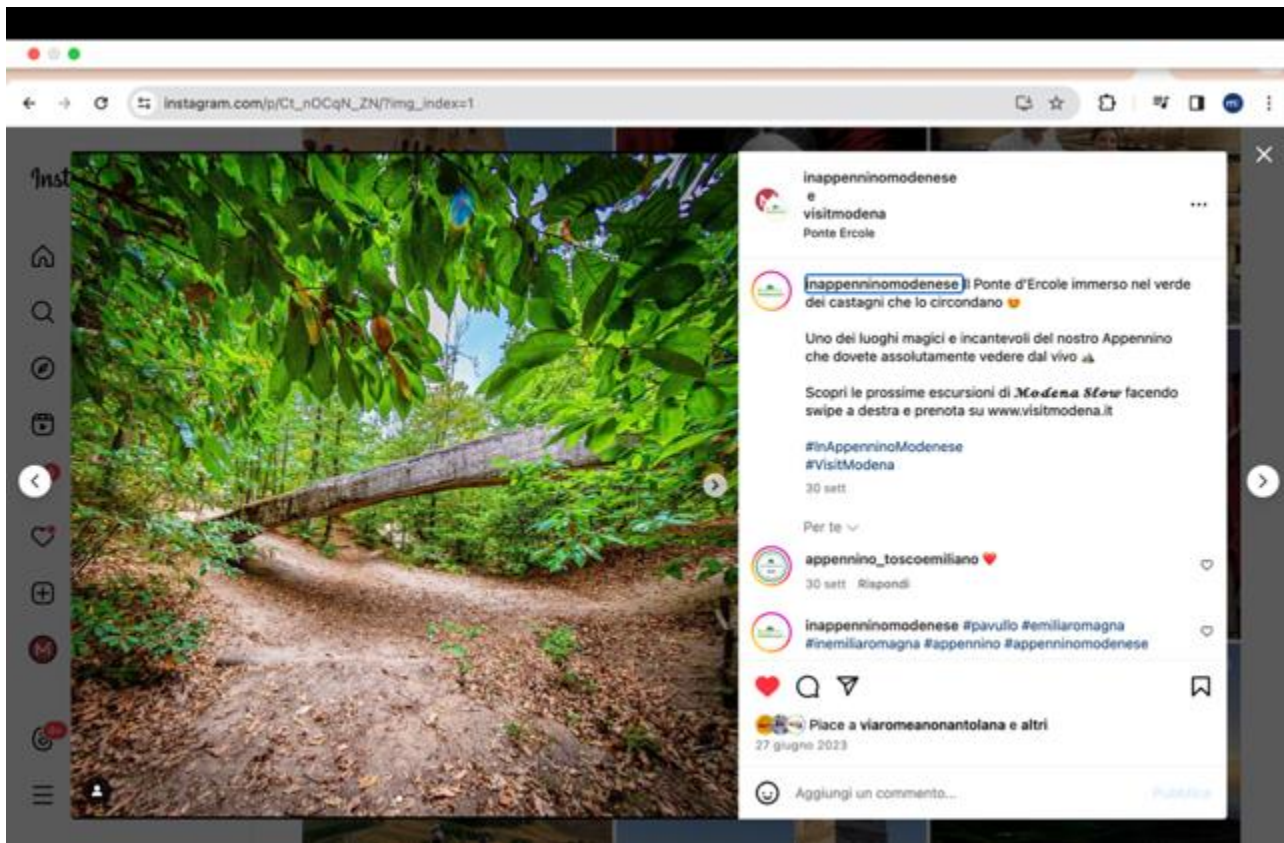 instagram.com/p/Ct_nOCqN_ZN/?img_index=1
Inst
inappenninomodenese
e
visitmodena
Ponte Ercole
inappenninomodenese Il Ponte d'Ercole immerso nel verde
dei castagni che lo circondano 😍
Uno dei luoghi magici e incantevoli del nostro Appennino
che dovete assolutamente vedere dal vivo ⛰️
Scopri le prossime escursioni di 𝓜𝓸𝓭𝓮𝓷𝓪 𝓢𝓵𝓸𝔀 facendo
swipe a destra e prenota su www.visitmodena.it
#InAppenninoModenese
#VisitModena
30 sett
Per te
appennino_toscoemiliano ❤️
30 sett Rispondi
inappenninomodenese #pavullo #emiliaromagna
#inemiliaromagna #appennino #appenninomodenese
Piace a viaromeanonantolana e altri
27 giugno 2023
Aggiungi un commento...
Pubblica